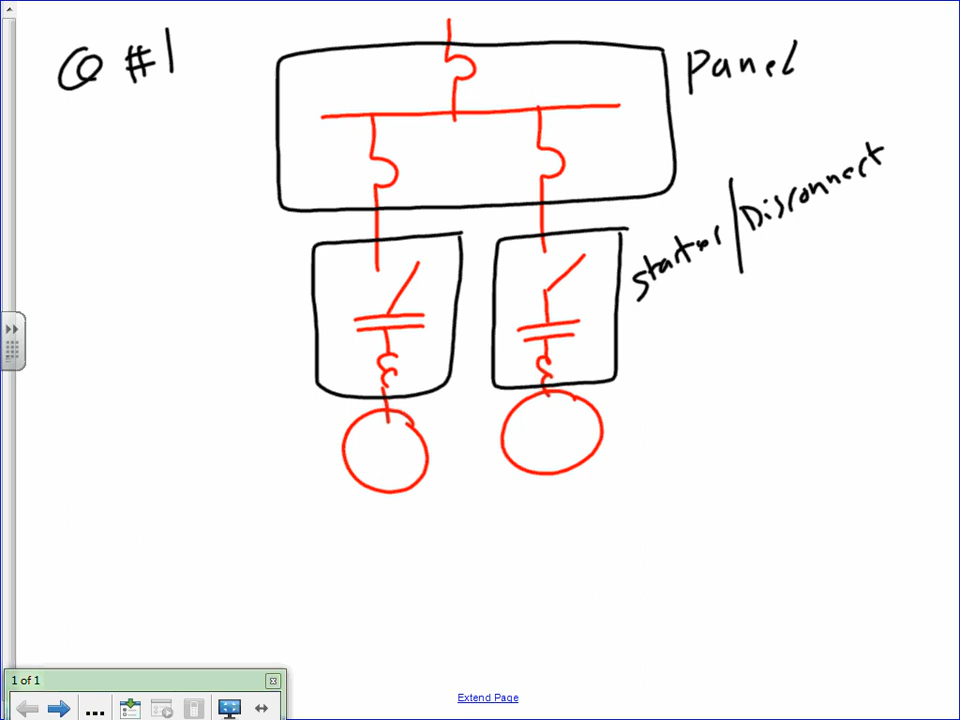 #1
Panel
Starter/Disconnect
1 of 1
Extend Page